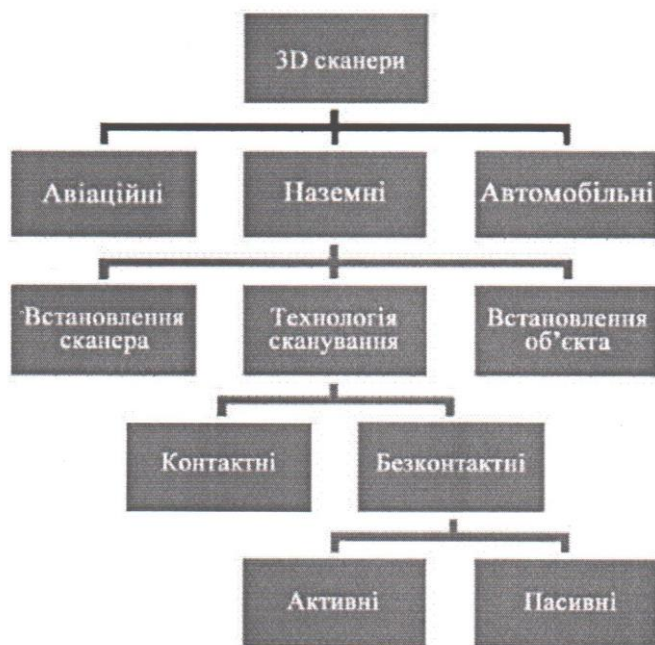 3D сканери
Авіаційні
Наземні
Автомобільні
Встановлення
сканера
Технологія
сканування
Встановлення
об'єкта
Контактні
Безконтактні
Активні
Пасивні